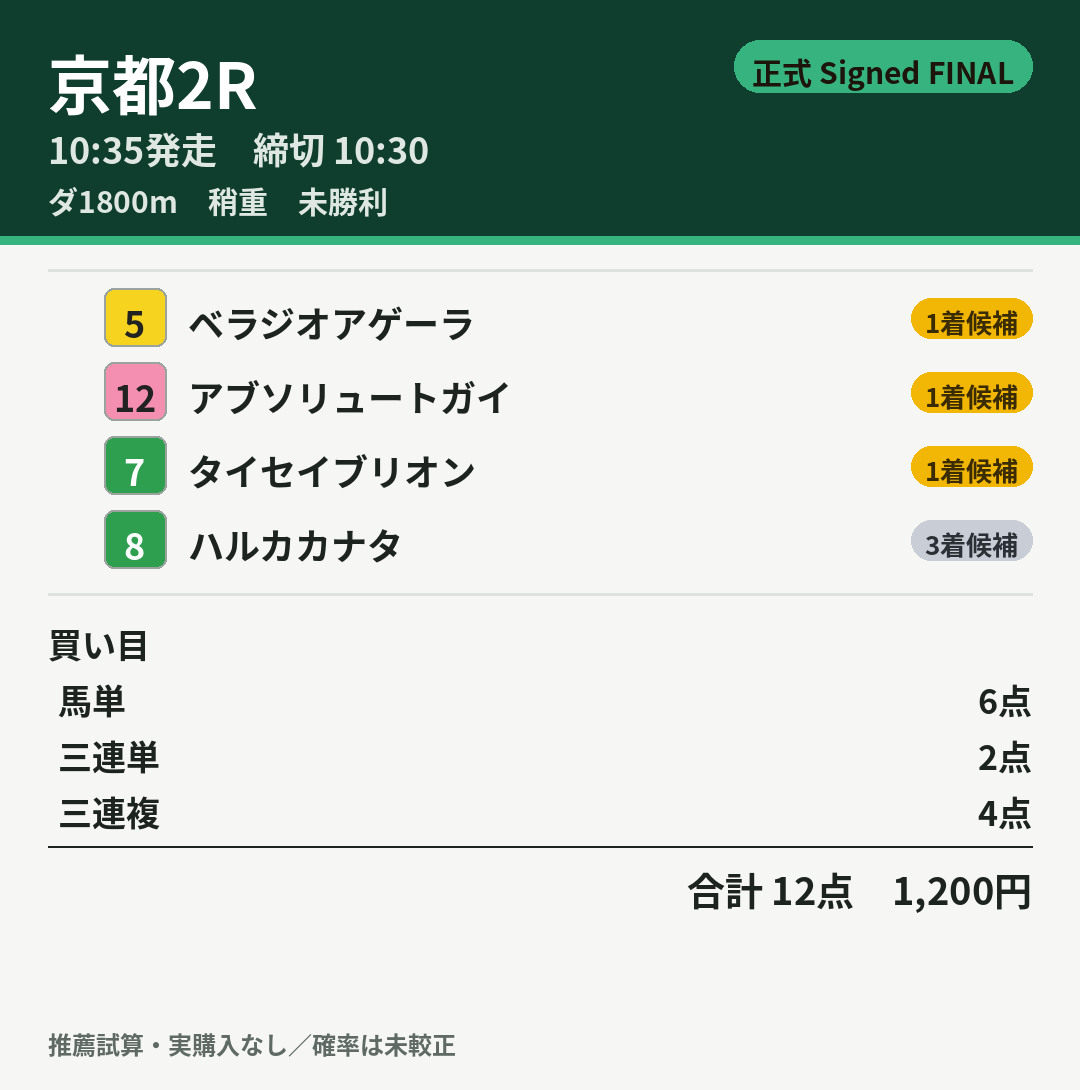 京都2R
正式 Signed FINAL
10:35発走 締切 10:30
ダ1800m 稍重 未勝利
5 ベラジオアゲーラ 1着候補
12 アブソリュートガイ 1着候補
7 タイセイブリオン 1着候補
8 ハルカカナタ 3着候補
買い目
馬単 6点
三連単 2点
三連複 4点
合計 12点 1,200円
推薦試算・実購入なし／確率は未較正